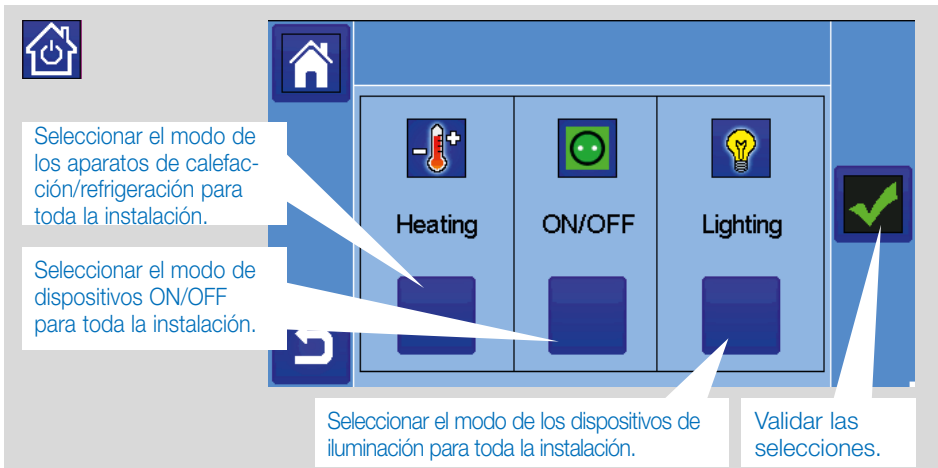 Seleccionar el modo de
los aparatos de calefac-
ción/refrigeración para
toda la instalación.
Heating
ON/OFF
Lighting
Seleccionar el modo de
dispositivos ON/OFF
para toda la instalación.
Seleccionar el modo de los dispositivos de
iluminación para toda la instalación.
Validar las
selecciones.